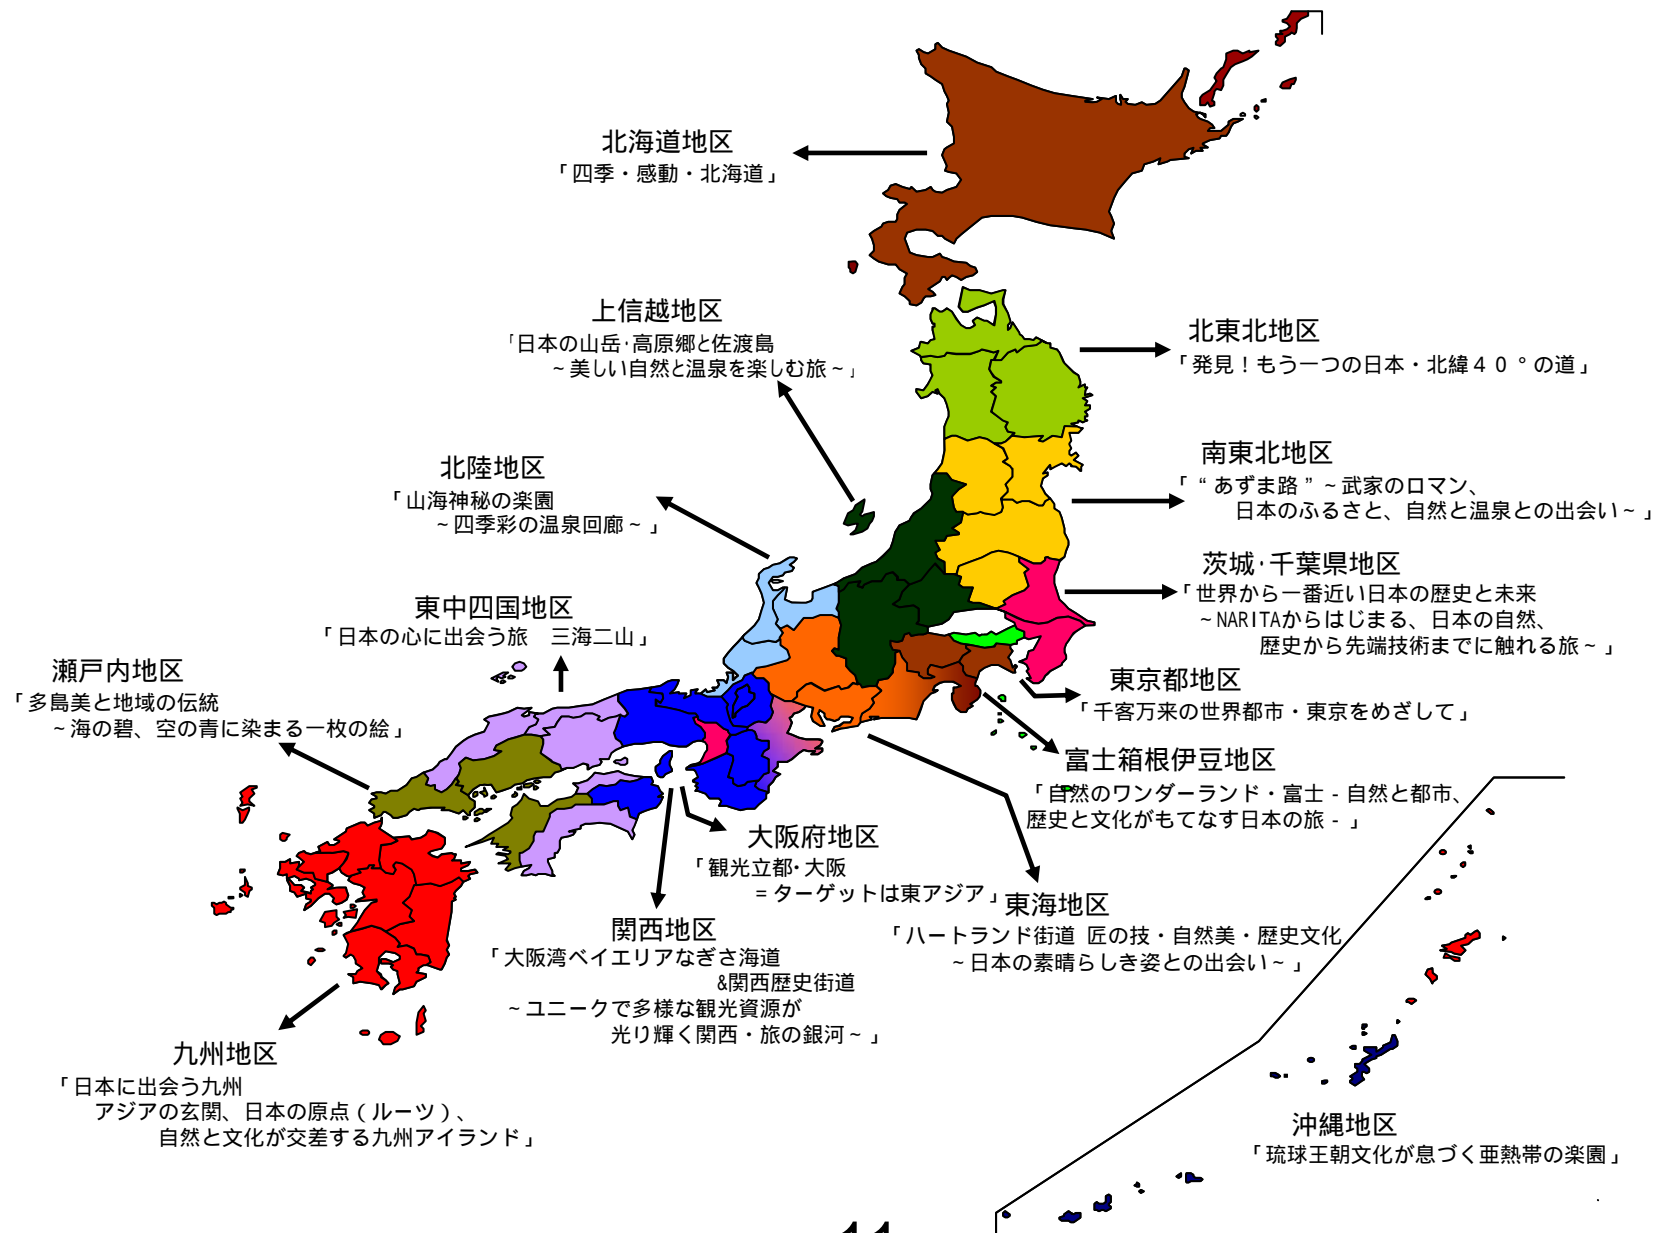 北海道地区
「四季・感動・北海道」
上信越地区
「日本の山岳･高原郷と佐渡島
～美しい自然と温泉を楽しむ旅～」
北東北地区
「発見！もう一つの日本・北緯４０°の道」
北陸地区
「山海神秘の楽園
～四季彩の温泉回廊～」
南東北地区
「“あずま路”～武家のロマン、
日本のふるさと、自然と温泉との出会い～」
茨城･千葉県地区
「世界から一番近い日本の歴史と未来
～NARITAからはじまる、日本の自然、
歴史から先端技術までに触れる旅～」
東中四国地区
「日本の心に出会う旅　三海二山」
瀬戸内地区
「多島美と地域の伝統
～海の碧、空の青に染まる一枚の絵」
東京都地区
「千客万来の世界都市・東京をめざして」
富士箱根伊豆地区
「自然のワンダーランド・富士－自然と都市、
歴史と文化がもてなす日本の旅－」
大阪府地区
「観光立都･大阪
＝ターゲットは東アジア」
東海地区
「ハートランド街道 匠の技・自然美・歴史文化
～日本の素晴らしき姿との出会い～」
関西地区
「大阪湾ベイエリアなぎさ海道
&関西歴史街道
～ユニークで多様な観光資源が
光り輝く関西・旅の銀河～」
九州地区
「日本に出会う九州
アジアの玄関、日本の原点（ルーツ）、
自然と文化が交差する九州アイランド」
沖縄地区
「琉球王朝文化が息づく亜熱帯の楽園」